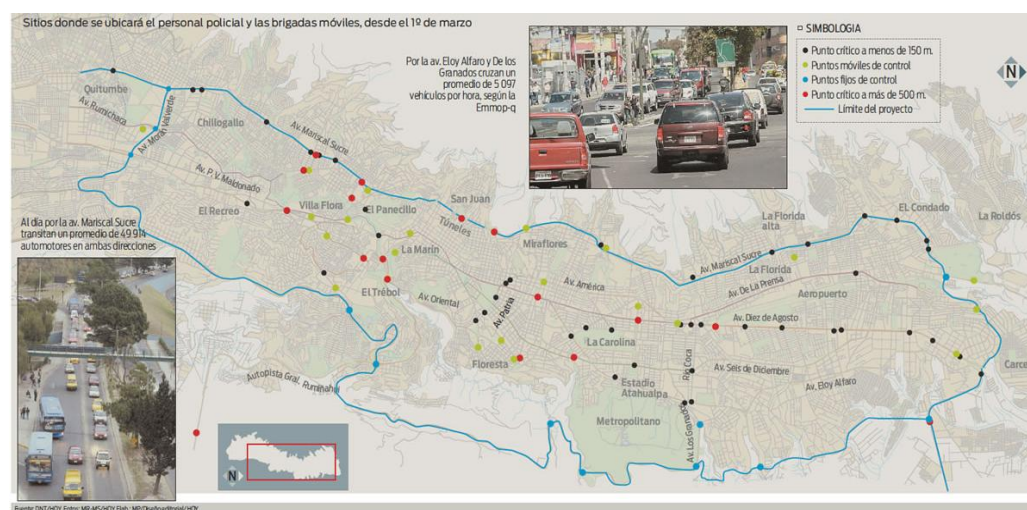 Sitios donde se ubicará el personal policial y las brigadas móviles, desde el 1º de marzo
Por la av. Eloy Alfaro y De los
Granados cruzan un
promedio de 5 097
vehículos por hora, según la
Emmop-q
SIMBOLOGIA
Punto crítico a menos de 150 m.
Puntos móviles de control
Puntos fijos de control
Punto crítico a más de 500 m.
Límite del proyecto
N
Quitumbe
Av. Rumichaca
Av. Morán Valverde
Chillogallo
Av. Mariscal Sucre
Av. P. V. Maldonado
El Recreo
Villa Flora
El Panecillo
San Juan
Túneles
Miraflores
La Marín
El Trébol
Av. Oriental
Av. Patria
Av. América
Floresta
La Carolina
Estadio
Atahualpa
Metropolitano
Av. Los Granados
Río Coca
Av. Seis de Diciembre
Av. Eloy Alfaro
Av. Diez de Agosto
Aeropuerto
Av. De La Prensa
La Florida
Av. Mariscal Sucre
La Florida
alta
EL Condado
La Roldós
Autopista Gral. Rumiñahui
Al día por la av. Mariscal Sucre
transitan un promedio de 49 914
automotores en ambas direcciones
N